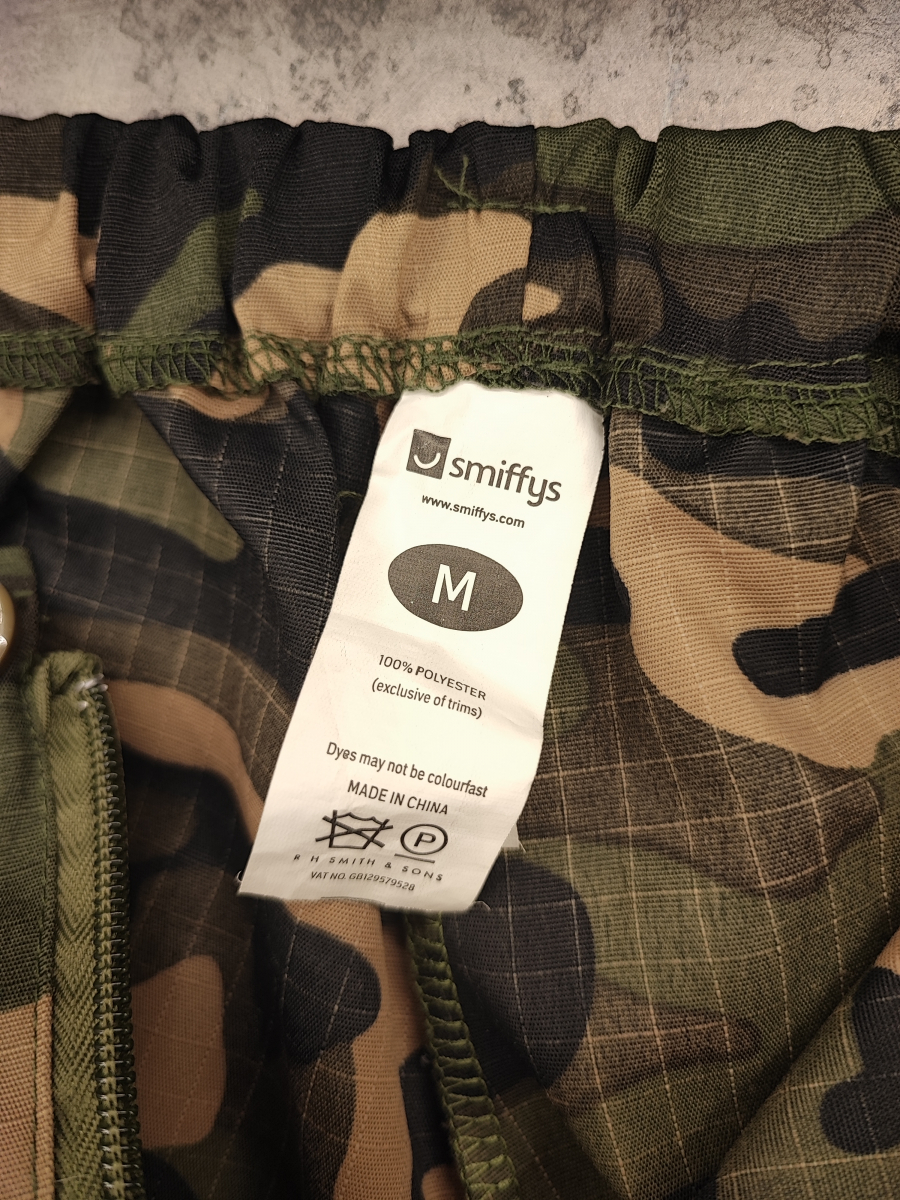 smiffys
www.smiffys.com
M
100% POLYESTER
(exclusive of trims)
Dyes may not be colourfast
MADE IN CHINA
P
R H SMITH & SONS
VAT NO. GB129579528